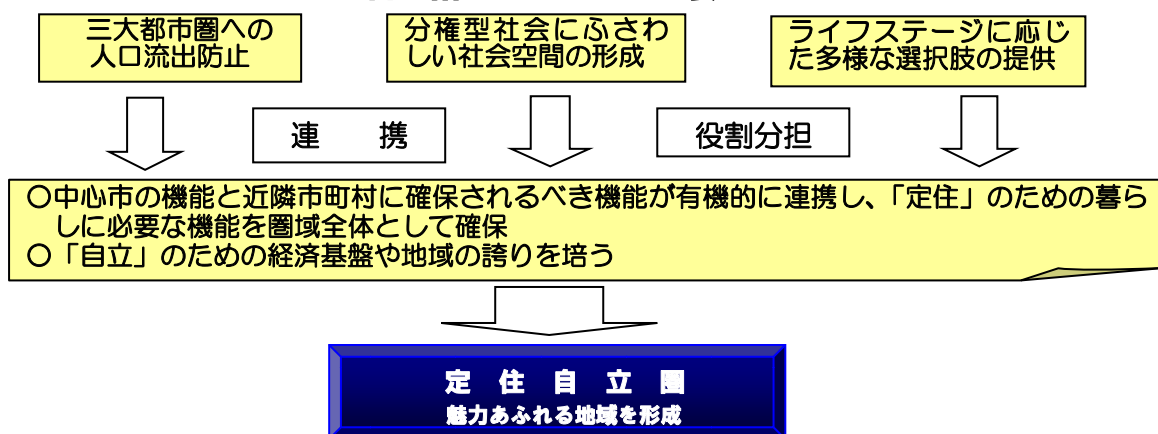 三大都市圏への
人口流出防止
分権型社会にふさわ
しい社会空間の形成
ライフステージに応じ
た多様な選択肢の提供
連　　携
役割分担
○中心市の機能と近隣市町村に確保されるべき機能が有機的に連携し、「定住」のための暮ら
しに必要な機能を圏域全体として確保
○「自立」のための経済基盤や地域の誇りを培う
定　住　自　立　圏
魅力あふれる地域を形成